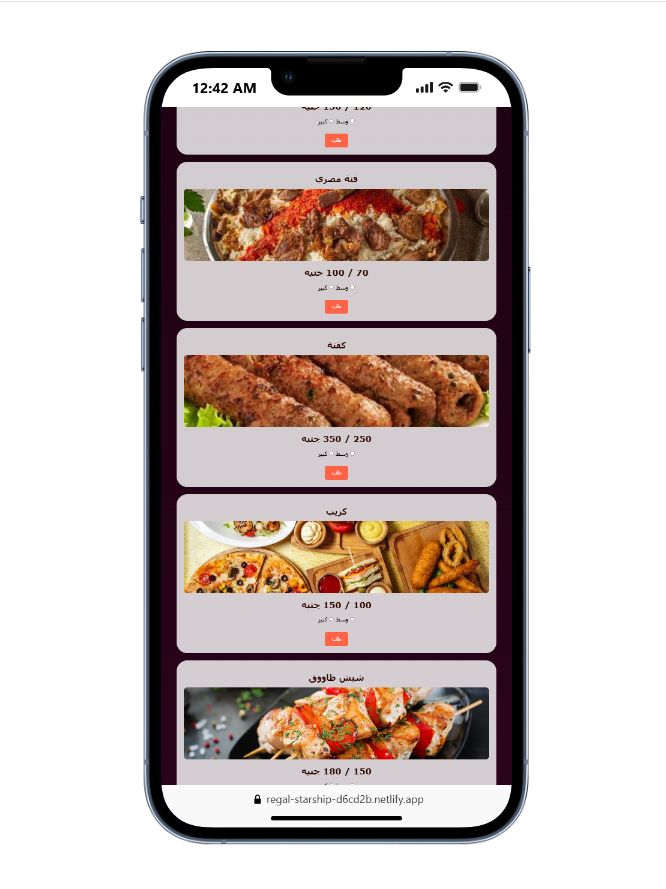 12:42 AM
120 / 150 جنيه
وسط كبير
طلب
فتة مصرى
70 / 100 جنيه
وسط كبير
طلب
كفتة
250 / 350 جنيه
وسط كبير
طلب
كريب
100 / 150 جنيه
وسط كبير
طلب
شيش طاووق
150 / 180 جنيه
regal-starship-d6cd2b.netlify.app